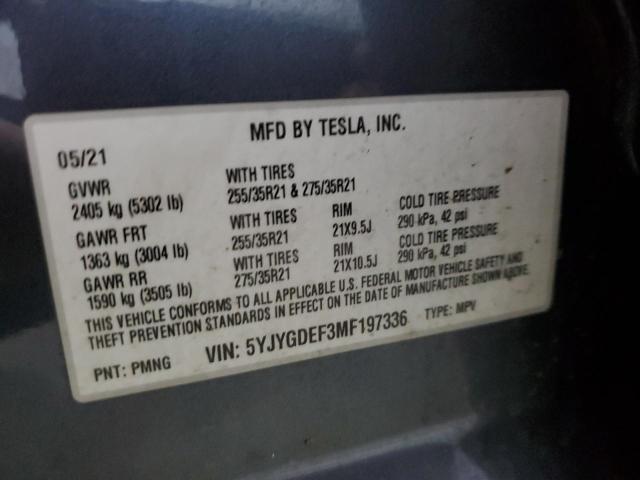 MFD BY TESLA, INC.
05/21
GVWR
2405 kg (5302 lb)
WITH TIRES
255/35R21 & 275/35R21
GAWR FRT
1363 kg (3004 lb)
WITH TIRES
255/35R21
RIM
21X9.5J
COLD TIRE PRESSURE
290 kPa, 42 psi
GAWR RR
1590 kg (3505 lb)
WITH TIRES
275/35R21
RIM
21X10.5J
COLD TIRE PRESSURE
290 kPa, 42 psi
THIS VEHICLE CONFORMS TO ALL APPLICABLE U.S. FEDERAL MOTOR VEHICLE SAFETY AND
THEFT PREVENTION STANDARDS IN EFFECT ON THE DATE OF MANUFACTURE SHOWN ABOVE.
PNT: PMNG VIN: 5YJYGDEF3MF197336 TYPE: MPV